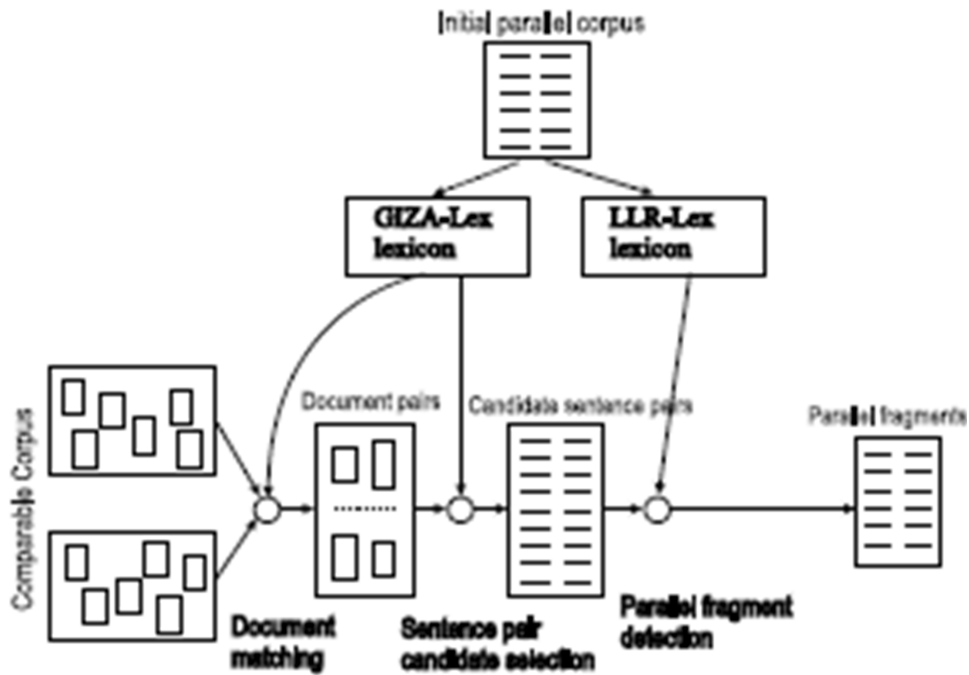 Initial parallel corpus
GIZA-Lex
lexicon
LLR-Lex
lexicon
Document pairs
Candidate sentence pairs
Parallel fragments
Comparable Corpus
Document
matching
Sentence pair
candidate selection
Parallel fragment
detection